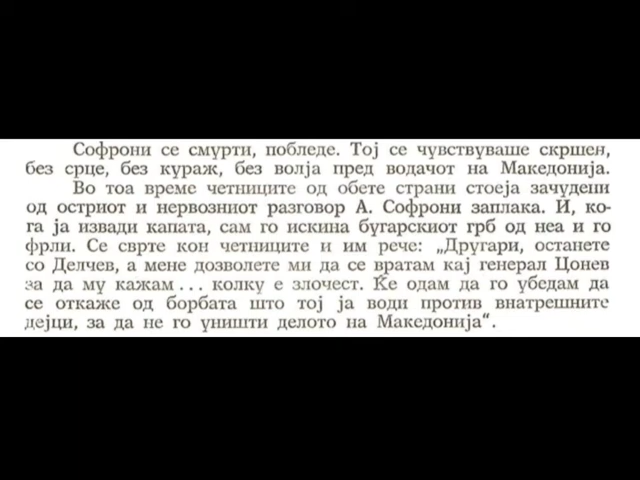 Софрони се смурти, побледе. Тој се чувствуваше скршен,
без срце, без кураж, без волја пред водачот на Македонија.
Во тоа време четниците од обете страни стоеја зачудени
од остриот и нервозниот разговор А. Софрони заплака. И, ко-
га ја извади капата, сам го искина бугарскиот грб од неа и го
фрли. Се сврте кон четниците и им рече: „Другари, останете
со Делчев, а мене дозволете ми да се вратам кај генерал Цонев
за да му кажам... колку е злочест. Ќе одам да го убедам да
се откаже од борбата што тој ја води против внатрешните
дејци, за да не го уништи делото на Македонија“.